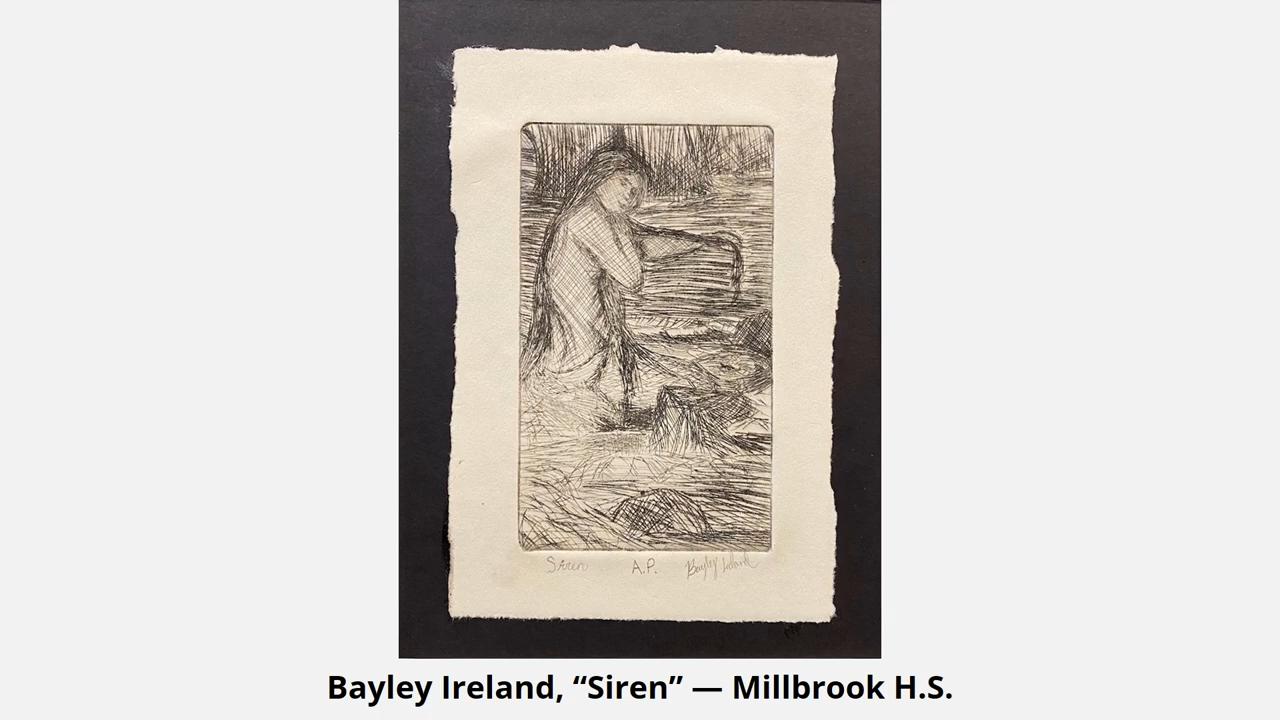 Siren A.P. Bayley Ireland
Bayley Ireland, “Siren” — Millbrook H.S.